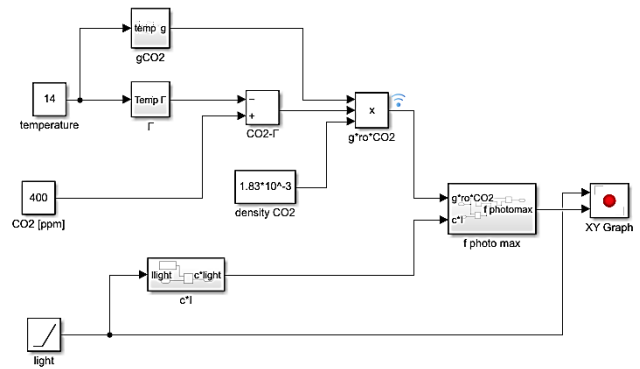 temp g
gCO2
14
temperature
Temp Γ
Γ
−
+
CO2-Γ
x
g*ro*CO2
400
CO2 [ppm]
1.83*10^-3
density CO2
g*ro*CO2
f photomax
c*l
f photo max
XY Graph
Ilight
c*light
c*l
light